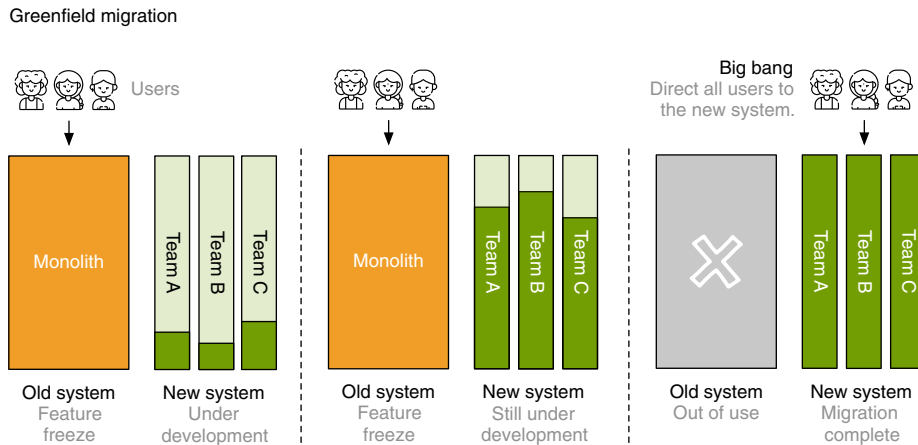 Greenfield migration
Users
Monolith
Team A
Team B
Team C
Old system
Feature
freeze
New system
Under
development
Monolith
Team A
Team B
Team C
Old system
Feature
freeze
New system
Still under
development
Big bang
Direct all users to
the new system.
Team A
Team B
Team C
Old system
Out of use
New system
Migration
complete